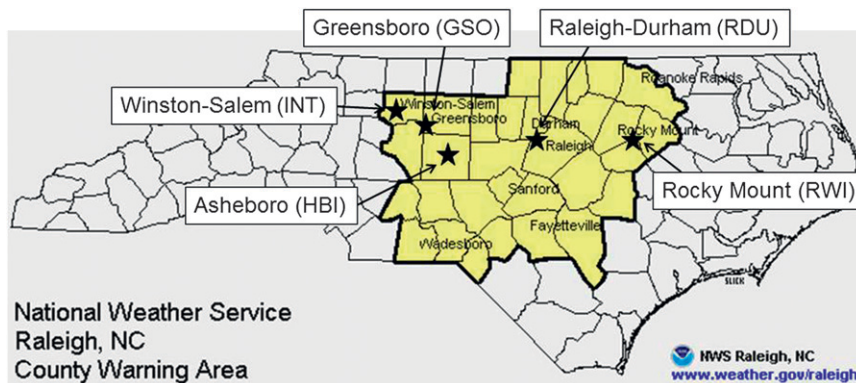 Greensboro (GSO)
Raleigh-Durham (RDU)
Roanoke Rapids
Winston-Salem (INT)
Winston-Salem
Greensboro
Durham
Rocky Mount
Raleigh
Asheboro (HBI)
Sanford
Rocky Mount (RWI)
Fayetteville
Wadesboro
SLICK
National Weather Service
Raleigh, NC
County Warning Area
NWS Raleigh, NC
www.weather.gov/raleigh